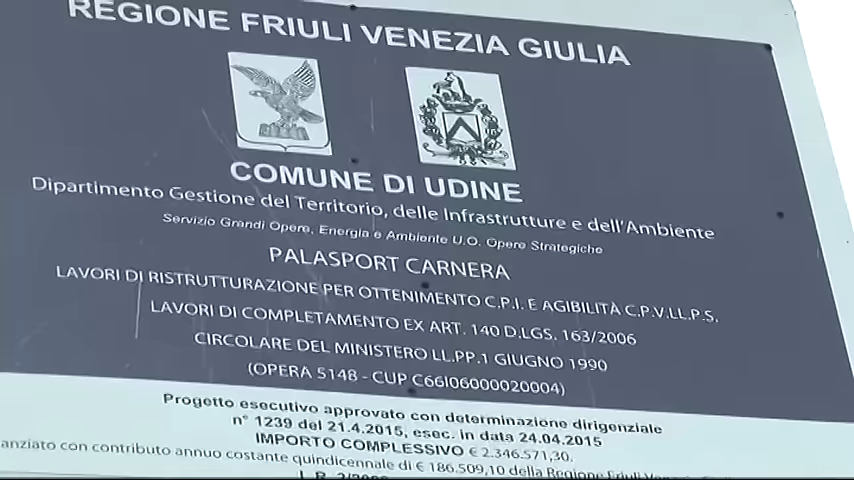 REGIONE FRIULI VENEZIA GIULIA
COMUNE DI UDINE
Dipartimento Gestione del Territorio, delle Infrastrutture e dell'Ambiente
Servizio Grandi Opere, Energia e Ambiente U.O. Opere Strategiche
PALASPORT CARNERA
LAVORI DI RISTRUTTURAZIONE PER OTTENIMENTO C.P.I. E AGIBILITÀ C.P.V.LL.P.S.
LAVORI DI COMPLETAMENTO EX ART. 140 D.LGS. 163/2006
CIRCOLARE DEL MINISTERO LL.PP.1 GIUGNO 1990
(OPERA 5148 - CUP C66I06000020004)
Progetto esecutivo approvato con determinazione dirigenziale
n° 1239 del 21.4.2015, esec. in data 24.04.2015
IMPORTO COMPLESSIVO € 2.346.571,30.
anziato con contributo annuo costante quindicennale di € 186.509,10 della Regione Friuli
L.R.